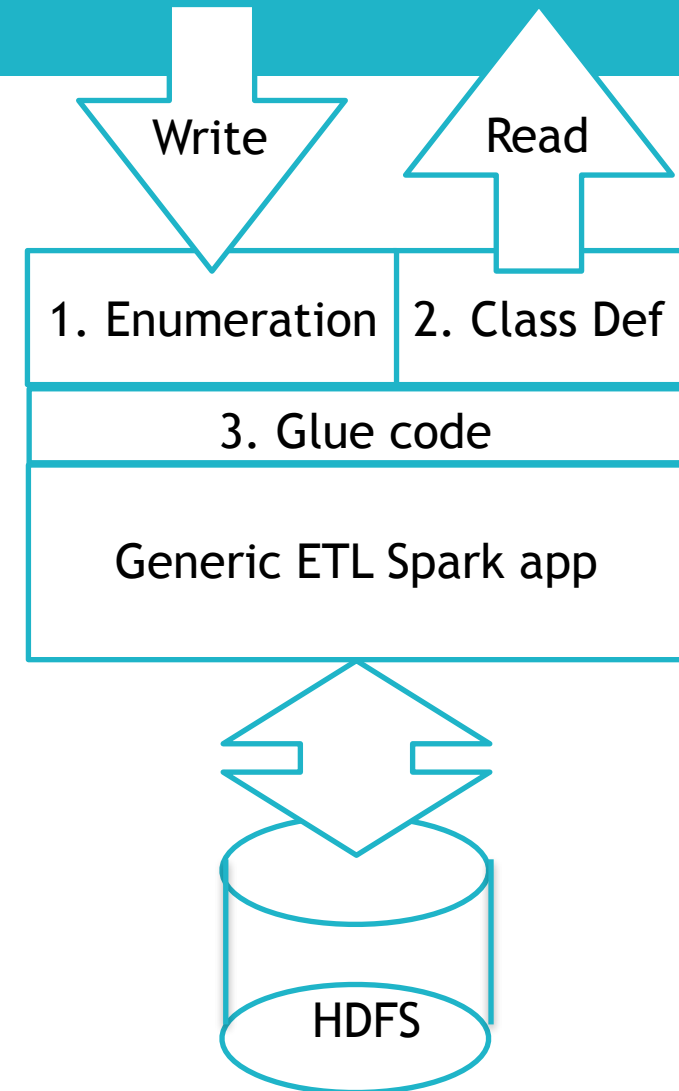 Write
Read
1. Enumeration
2. Class Def
3. Glue code
Generic ETL Spark app
HDFS